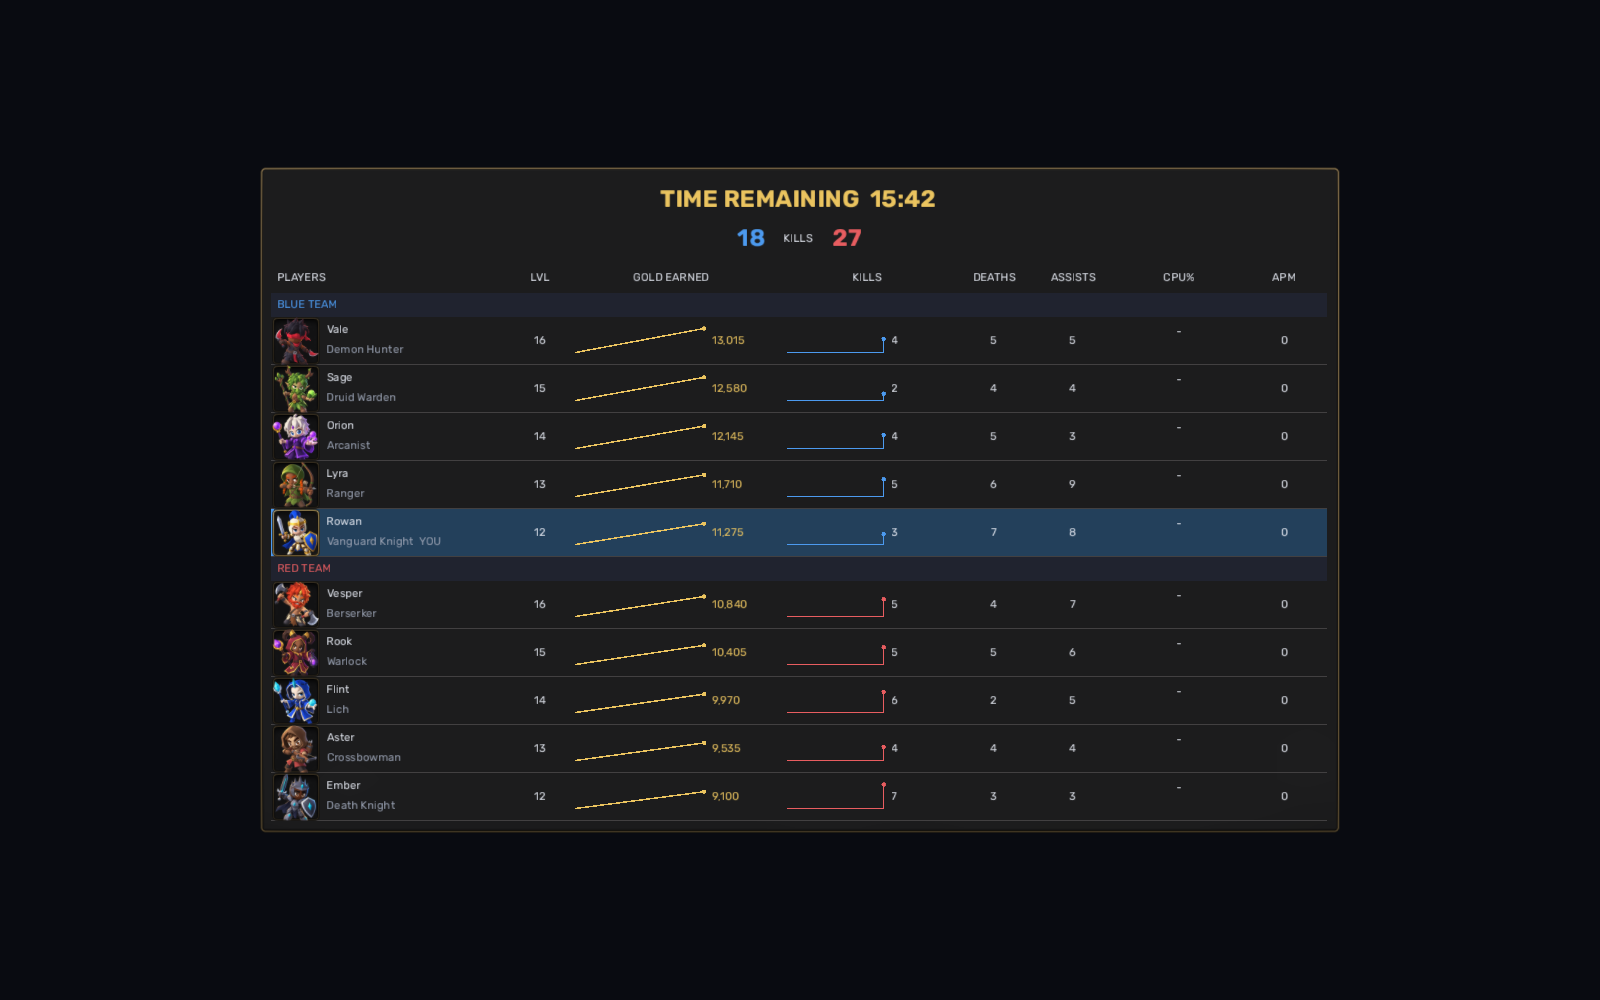 TIME REMAINING 15:42
18 KILLS 27
PLAYERS LVL GOLD EARNED KILLS DEATHS ASSISTS CPU% APM
BLUE TEAM
Vale
Demon Hunter
16 13,015 4 5 5 - 0
Sage
Druid Warden
15 12,580 2 4 4 - 0
Orion
Arcanist
14 12,145 4 5 3 - 0
Lyra
Ranger
13 11,710 5 6 9 - 0
Rowan
Vanguard Knight YOU
12 11,275 3 7 8 - 0
RED TEAM
Vesper
Berserker
16 10,840 5 4 7 - 0
Rook
Warlock
15 10,405 5 5 6 - 0
Flint
Lich
14 9,970 6 2 5 - 0
Aster
Crossbowman
13 9,535 4 4 4 - 0
Ember
Death Knight
12 9,100 7 3 3 - 0